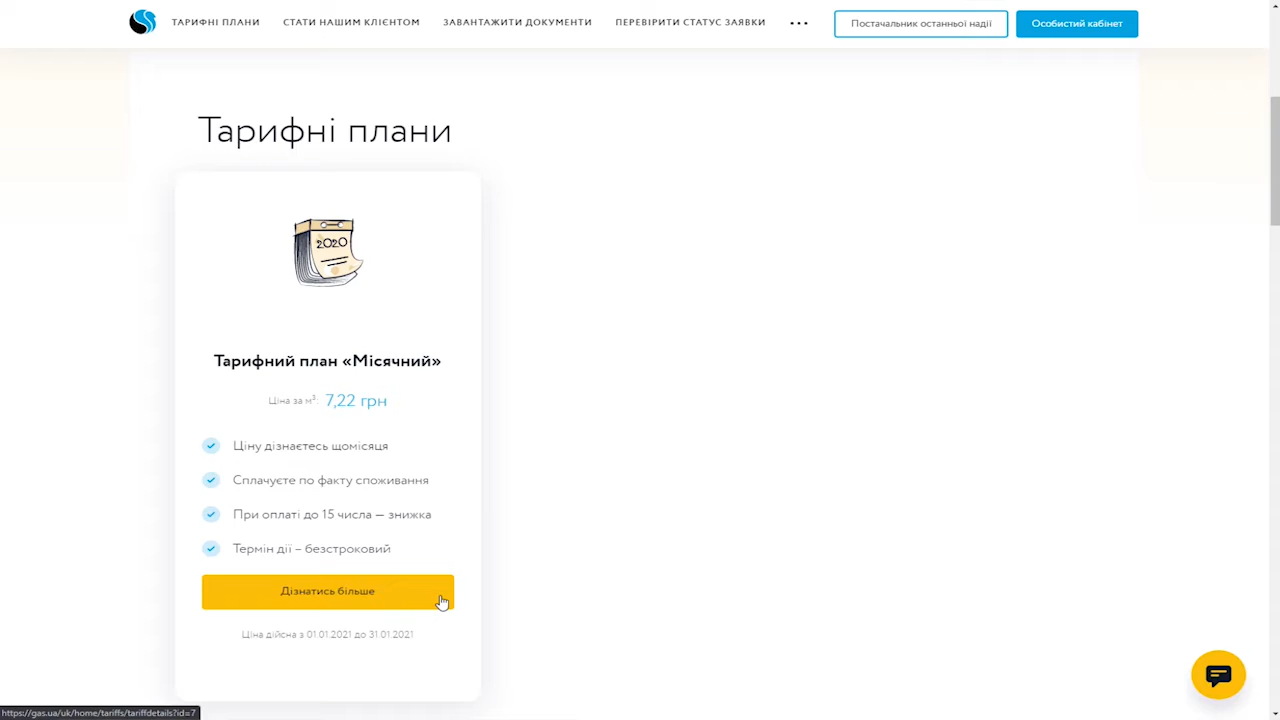 ТАРИФНІ ПЛАНИ СТАТИ НАШИМ КЛІЄНТОМ ЗАВАНТАЖИТИ ДОКУМЕНТИ ПЕРЕВІРИТИ СТАТУС ЗАЯВКИ ••• Постачальник останньої надії Особистий кабінет
Тарифні плани
2020
Тарифний план «Місячний»
Ціна за м³: 7,22 грн
Ціну дізнаєтесь щомісяця
Сплачуєте по факту споживання
При оплаті до 15 числа — знижка
Термін дії – безстроковий
Дізнатись більше
Ціна дійсна з 01.01.2021 до 31.01.2021
https://gas.ua/uk/home/tariffs/tariffdetails?id=7